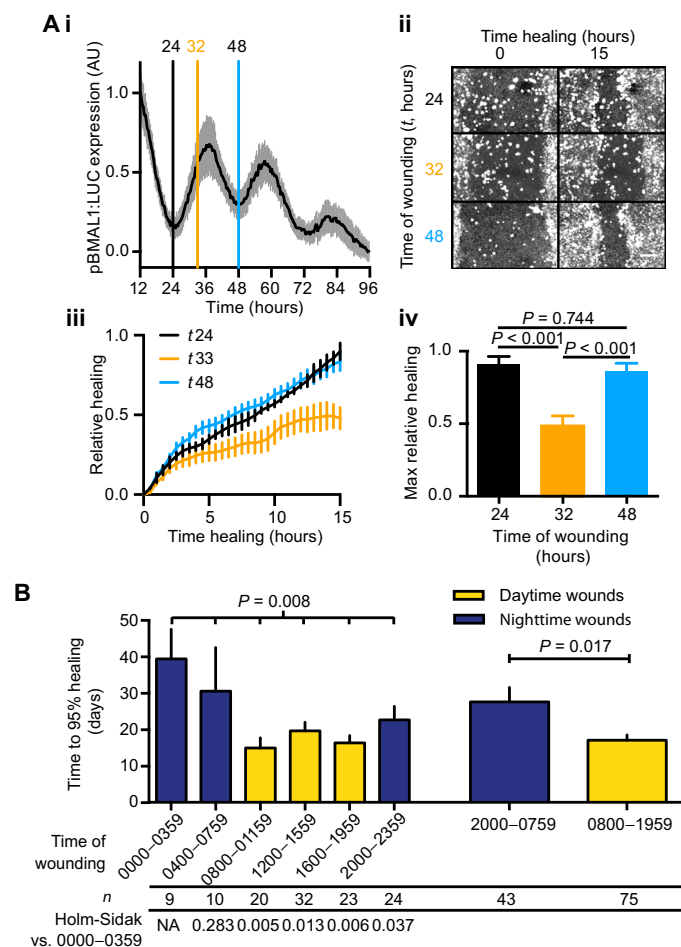 A i
24 32 48
pBMAL1:LUC expression (AU)
1.0
0.5
0.0
12 24 36 48 60 72 84 96
Time (hours)
ii
Time healing (hours)
0 15
Time of wounding (t, hours)
24
32
48
iii
t 24
t 33
t 48
Relative healing
1.0
0.5
0.0
0 5 10 15
Time healing (hours)
iv
P = 0.744
P < 0.001 P < 0.001
Max relative healing
1.0
0.5
0.0
24 32 48
Time of wounding
(hours)
B
Daytime wounds
Nighttime wounds
P = 0.008
P = 0.017
Time to 95% healing
(days)
50
40
30
20
10
0
Time of
wounding
0000–0359
0400–0759
0800–01159
1200–1559
1600–1959
2000–2359
2000–0759
0800–1959
n 9 10 20 32 23 24 43 75
Holm-Sidak
vs. 0000–0359 NA 0.283 0.005 0.013 0.006 0.037